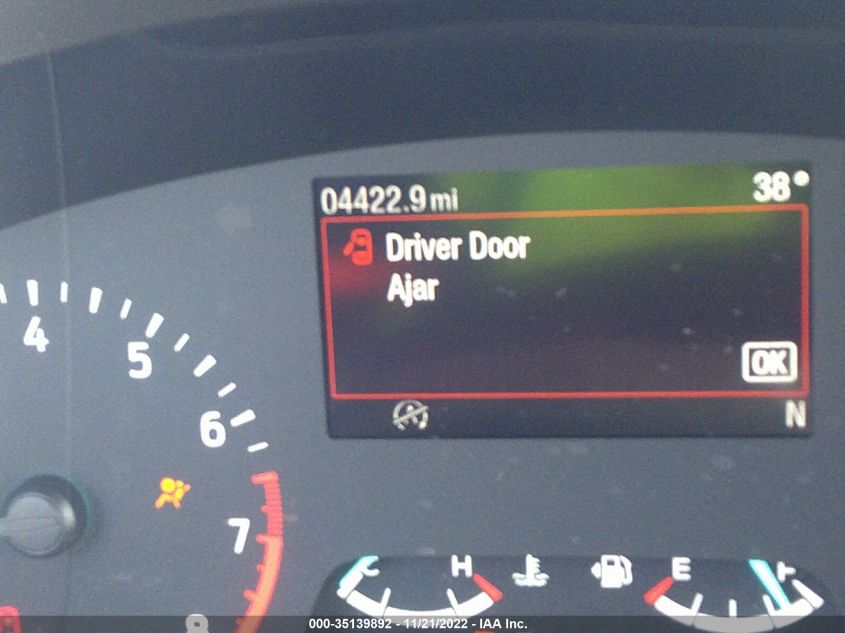 04422.9 mi 38°
Driver Door
Ajar
OK
N
4
5
6
7
8
C H E F
000-35139892 - 11/21/2022 - IAA Inc.